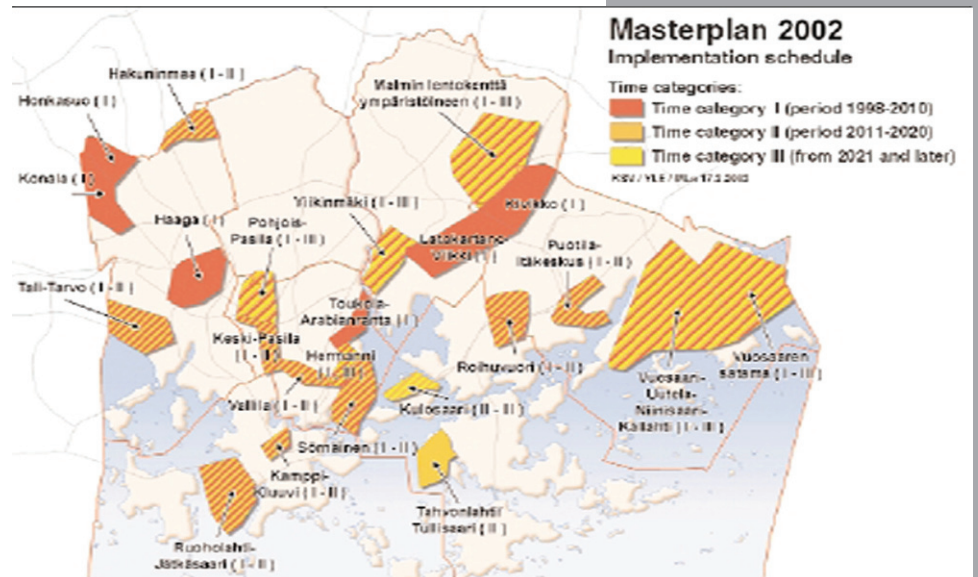 Masterplan 2002
Implementation schedule
Time categories:
Time category I (period 1998-2010)
Time category II (period 2011-2020)
Time category III (from 2021 and later)
Hakuninmaa ( I - II )
Honkasuo ( I )
Malmin lentokenttä
ympäristöineen ( I - III )
Konala ( I )
Haaga ( I )
Pohjois-
Pasila ( I - III )
Viikinmäki ( I - III )
Kivikko ( I )
Latokartano-
Viikki ( I )
Puotila-
Itäkeskus ( I - II )
Tali-Tarvo ( I - II )
Toukola-
Arabianranta ( I )
Keski-Pasila
Hermanni
Roihuvuori ( I - II )
Vallila ( I - II )
Kulosaari ( II - III )
Vuosaaren
satama ( I - III )
Vuosaari-
Uutela-
Niinisaari-
Kallahti ( I - III )
Sörnäinen ( I - II )
Kamppi-
Kluuvi ( I - II )
Tahvonlahti/
Tullisaari ( II )
Ruoholahti-
Jätkäsaari ( I - II )